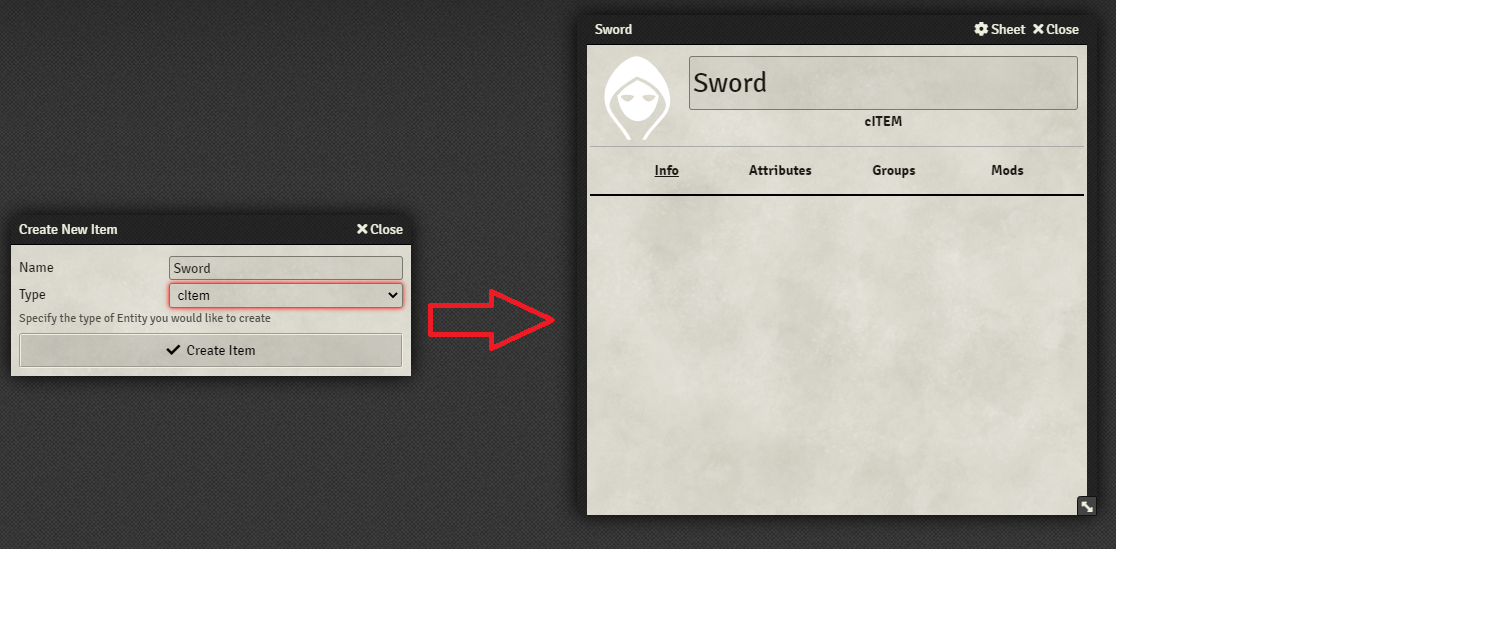 Create New Item
Close
Name
Sword
Type
cItem
Specify the type of Entity you would like to create
Create Item
Sword
Sheet
Close
Sword
cITEM
Info
Attributes
Groups
Mods